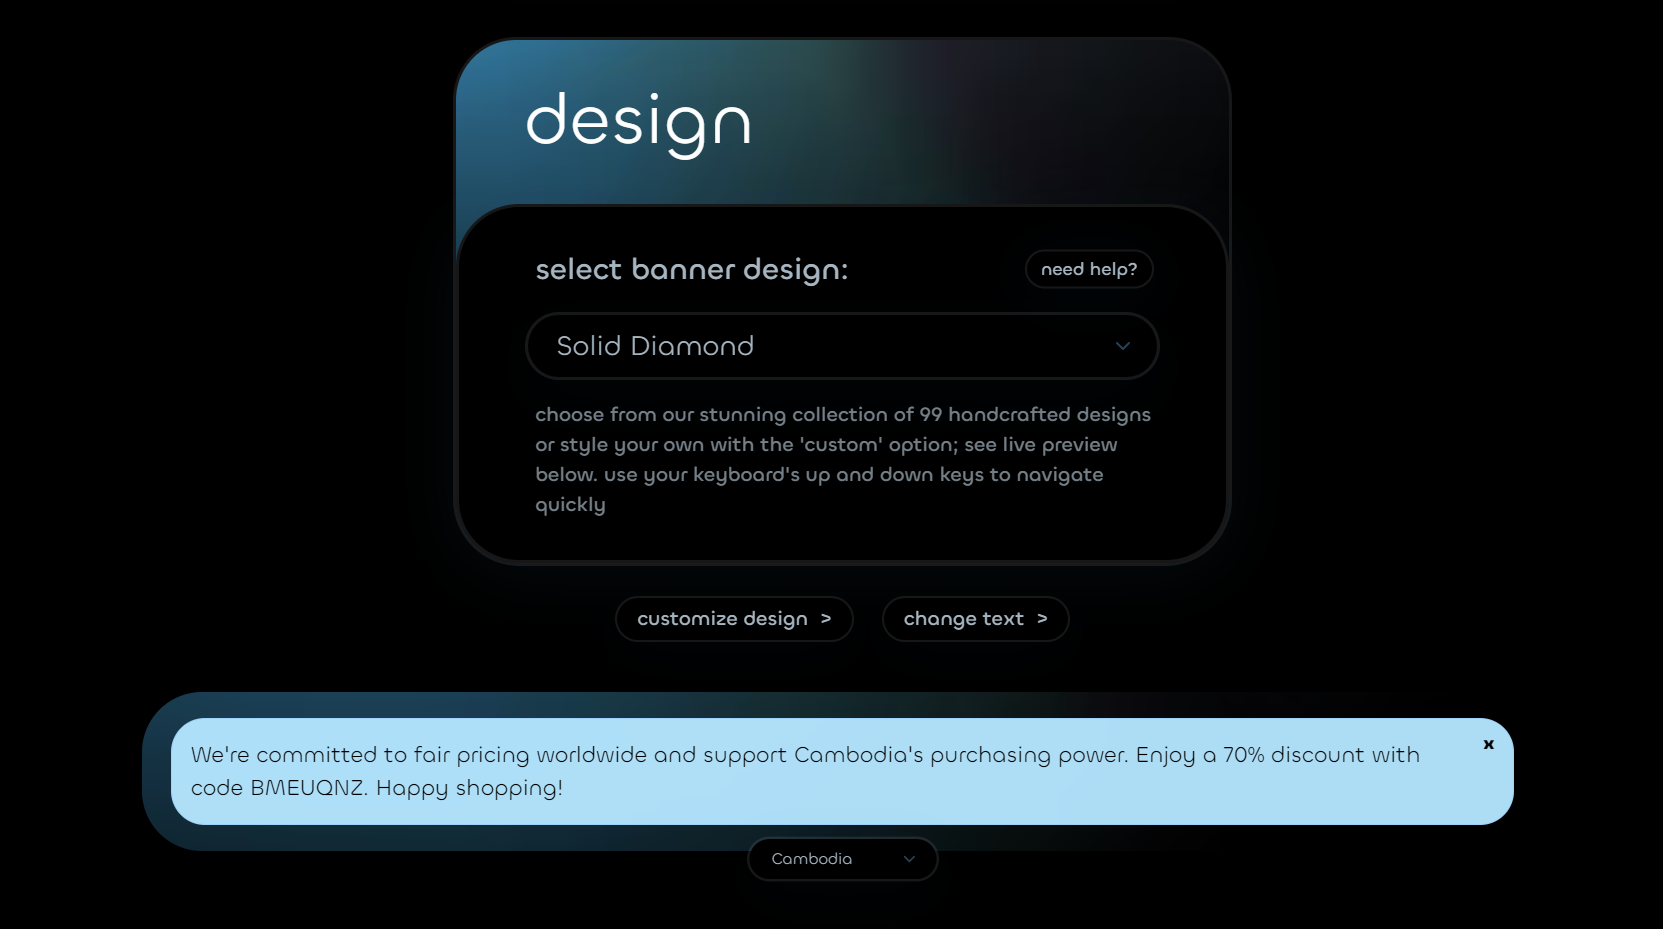 design
select banner design:
need help?
Solid Diamond
choose from our stunning collection of 99 handcrafted designs
or style your own with the 'custom' option; see live preview
below. use your keyboard's up and down keys to navigate
quickly
customize design >
change text >
We're committed to fair pricing worldwide and support Cambodia's purchasing power. Enjoy a 70% discount with
code BMEUQNZ. Happy shopping!
x
Cambodia